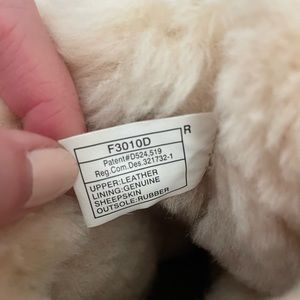 F3010D
R
Patent#D524,519
Reg.Com.Des.321732-1
UPPER:LEATHER
LINING:GENUINE
SHEEPSKIN
OUTSOLE:RUBBER